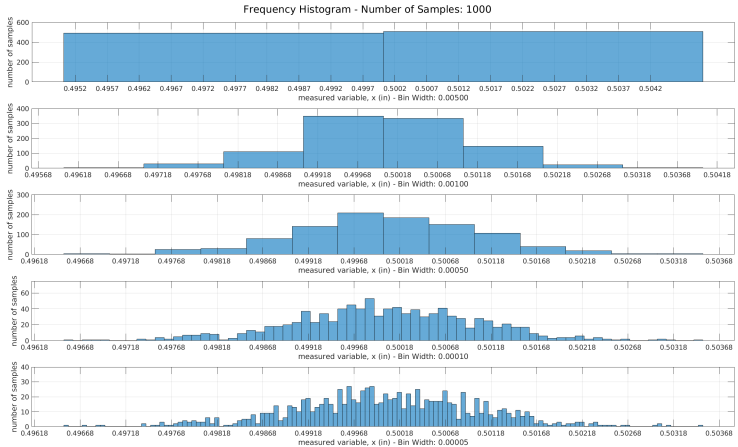 Frequency Histogram - Number of Samples: 1000
600
400
200
0
number of samples
0.4952 0.4957 0.4962 0.4967 0.4972 0.4977 0.4982 0.4987 0.4992 0.4997 0.5002 0.5007 0.5012 0.5017 0.5022 0.5027 0.5032 0.5037 0.5042
measured variable, x (in) - Bin Width: 0.00500
400
300
200
100
0
number of samples
0.49568 0.49618 0.49668 0.49718 0.49768 0.49818 0.49868 0.49918 0.49968 0.50018 0.50068 0.50118 0.50168 0.50218 0.50268 0.50318 0.50368 0.50418
measured variable, x (in) - Bin Width: 0.00100
300
200
100
0
number of samples
0.49618 0.49668 0.49718 0.49768 0.49818 0.49868 0.49918 0.49968 0.50018 0.50068 0.50118 0.50168 0.50218 0.50268 0.50318 0.50368
measured variable, x (in) - Bin Width: 0.00050
60
40
20
0
number of samples
0.49618 0.49668 0.49718 0.49768 0.49818 0.49868 0.49918 0.49968 0.50018 0.50068 0.50118 0.50168 0.50218 0.50268 0.50318 0.50368
measured variable, x (in) - Bin Width: 0.00010
40
30
20
10
0
number of samples
0.49618 0.49668 0.49718 0.49768 0.49818 0.49868 0.49918 0.49968 0.50018 0.50068 0.50118 0.50168 0.50218 0.50268 0.50318 0.50368
measured variable, x (in) - Bin Width: 0.00005